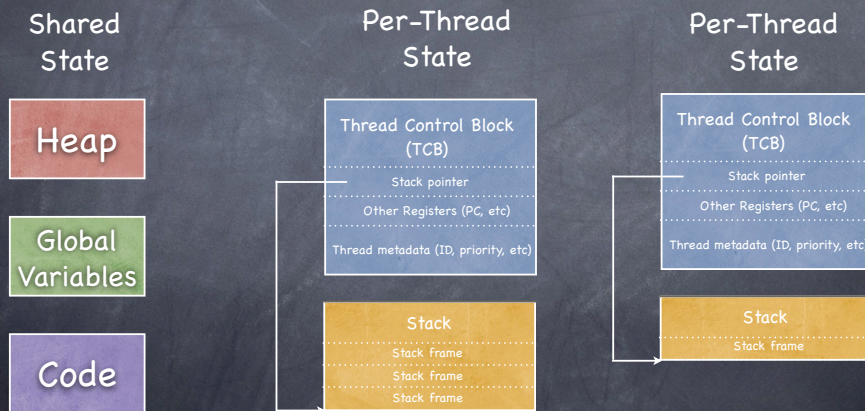 Shared
State
Heap
Global
Variables
Code
Per-Thread
State
Thread Control Block
(TCB)
Stack pointer
Other Registers (PC, etc)
Thread metadata (ID, priority, etc)
Stack
Stack frame
Stack frame
Stack frame
Per-Thread
State
Thread Control Block
(TCB)
Stack pointer
Other Registers (PC, etc)
Thread metadata (ID, priority, etc
Stack
Stack frame